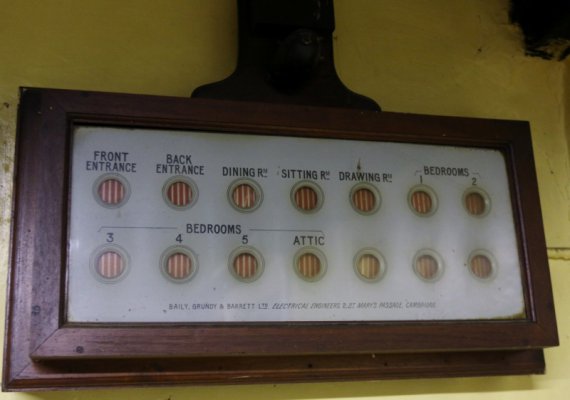 FRONT ENTRANCE BACK ENTRANCE DINING RM SITTING RM DRAWING RM BEDROOMS 1 2
BEDROOMS
3 4 5 ATTIC
BAILY, GRUNDY & BARRETT LTD. ELECTRICAL ENGINEERS, 2, ST MARY'S PASSAGE, CAMBRIDGE.